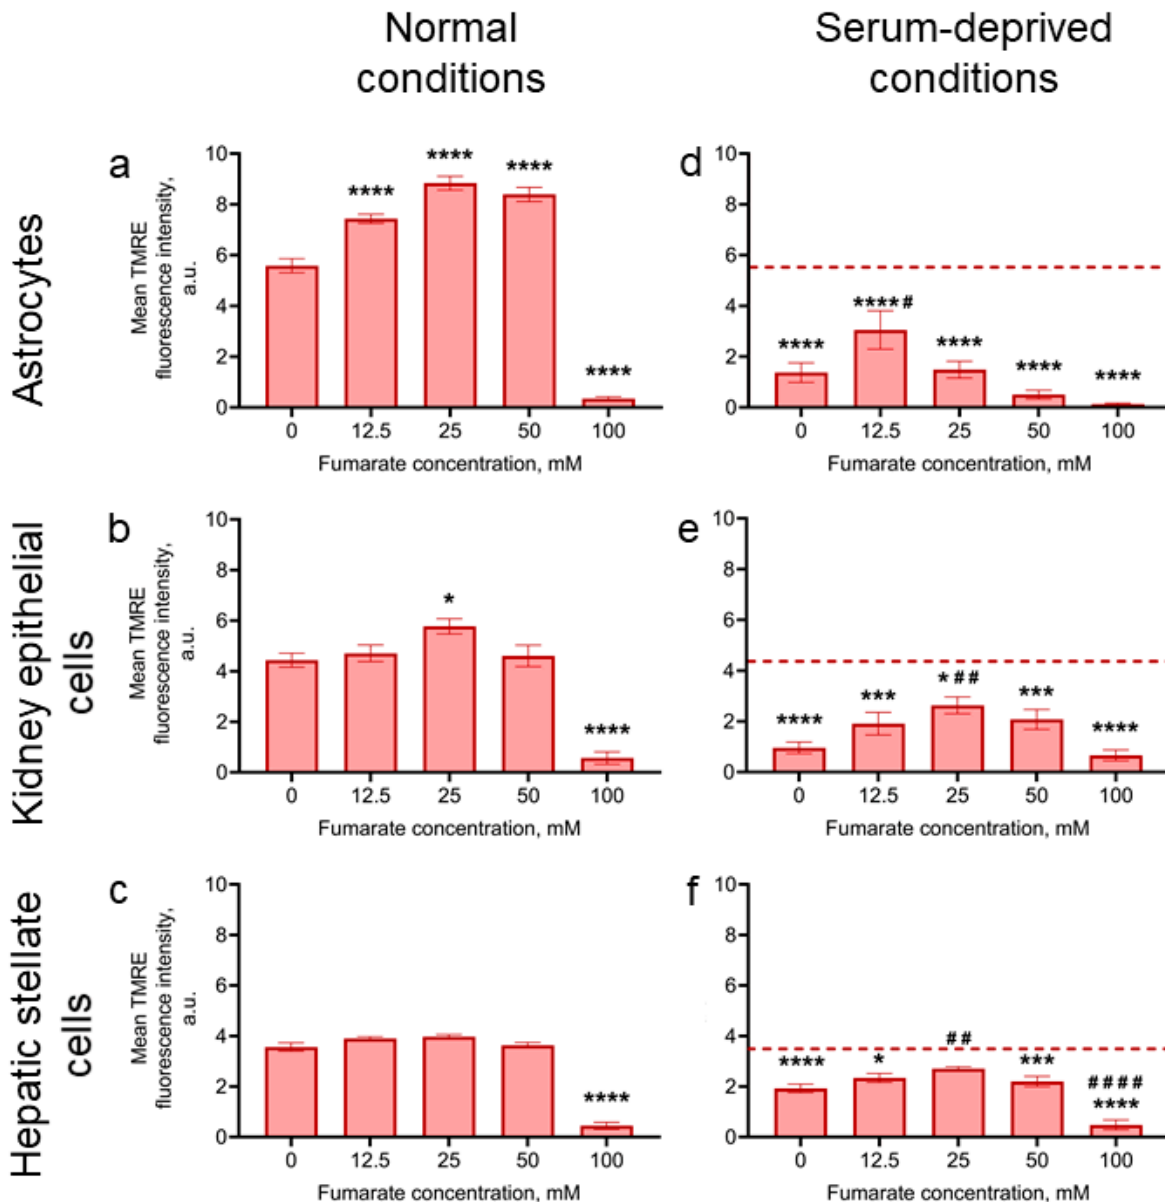 Normal
conditions
Serum-deprived
conditions
Astrocytes
a
Mean TMRE
fluorescence intensity,
a.u.
10
8
6
4
2
0
****
****
****
****
0 12.5 25 50 100
Fumarate concentration, mM
d
10
8
6
4
2
0
****
****#
****
****
****
0 12.5 25 50 100
Fumarate concentration, mM
Kidney epithelial
cells
b
Mean TMRE
fluorescence intensity,
a.u.
10
8
6
4
2
0
*
****
0 12.5 25 50 100
Fumarate concentration, mM
e
10
8
6
4
2
0
****
***
* ##
***
****
0 12.5 25 50 100
Fumarate concentration, mM
Hepatic stellate
cells
c
Mean TMRE
fluorescence intensity,
a.u.
10
8
6
4
2
0
****
0 12.5 25 50 100
Fumarate concentration, mM
f
10
8
6
4
2
0
****
*
##
***
####
****
0 12.5 25 50 100
Fumarate concentration, mM